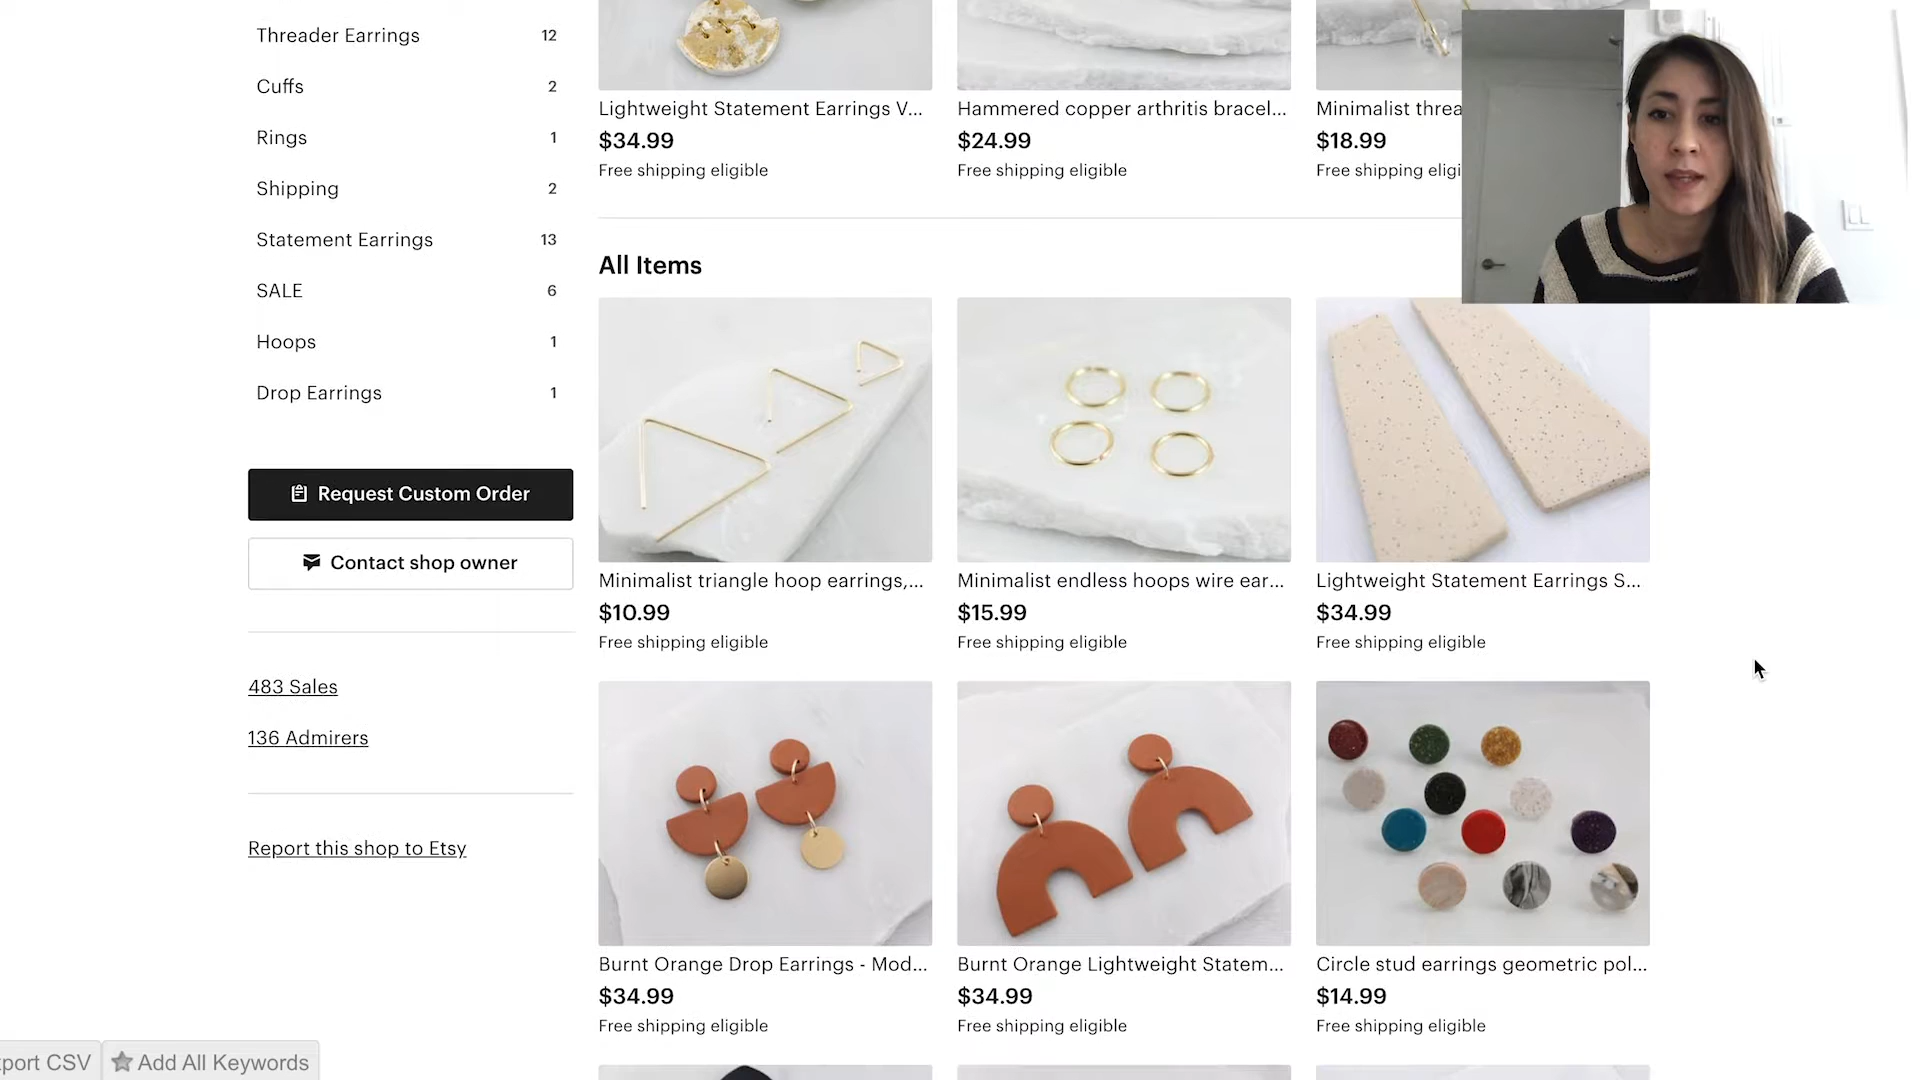 Threader Earrings 12
Cuffs 2
Rings 1
Shipping 2
Statement Earrings 13
SALE 6
Hoops 1
Drop Earrings 1
Request Custom Order
Contact shop owner
483 Sales
136 Admirers
Report this shop to Etsy
port CSV
Add All Keywords
Lightweight Statement Earrings V...
$34.99
Free shipping eligible
Hammered copper arthritis bracel...
$24.99
Free shipping eligible
Minimalist threa
$18.99
Free shipping eligi
All Items
Minimalist triangle hoop earrings,...
$10.99
Free shipping eligible
Minimalist endless hoops wire ear...
$15.99
Free shipping eligible
Lightweight Statement Earrings S...
$34.99
Free shipping eligible
Burnt Orange Drop Earrings - Mod...
$34.99
Free shipping eligible
Burnt Orange Lightweight Statem...
$34.99
Free shipping eligible
Circle stud earrings geometric pol...
$14.99
Free shipping eligible